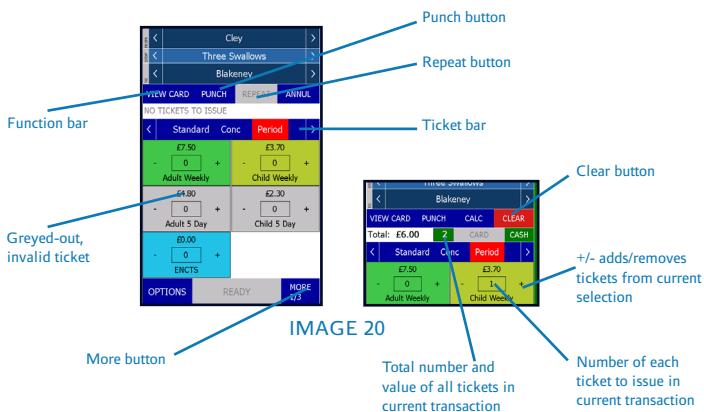 Punch button
Cley
Three Swallows
Blakeney
Repeat button
VIEW CARD PUNCH REPEAT ANNUL
NO TICKETS TO ISSUE
Function bar
Standard Conc Period
Ticket bar
£7.50 £3.70
- 0 + - 0 +
Adult Weekly Child Weekly
£4.80 £2.30
- 0 + - 0 +
Adult 5 Day Child 5 Day
£0.00
- 0 +
ENCTS
OPTIONS READY MORE
1/3
Greyed-out,
invalid ticket
More button
Clear button
Three Swallows
Blakeney
VIEW CARD PUNCH CALC CLEAR
Total: £6.00 2 CARD CASH
Standard Conc Period
£7.50 £3.70
- 0 + - 1 +
Adult Weekly Child Weekly
+/- adds/removes
tickets from current
selection
IMAGE 20
Total number and
value of all tickets in
current transaction
Number of each
ticket to issue in
current transaction